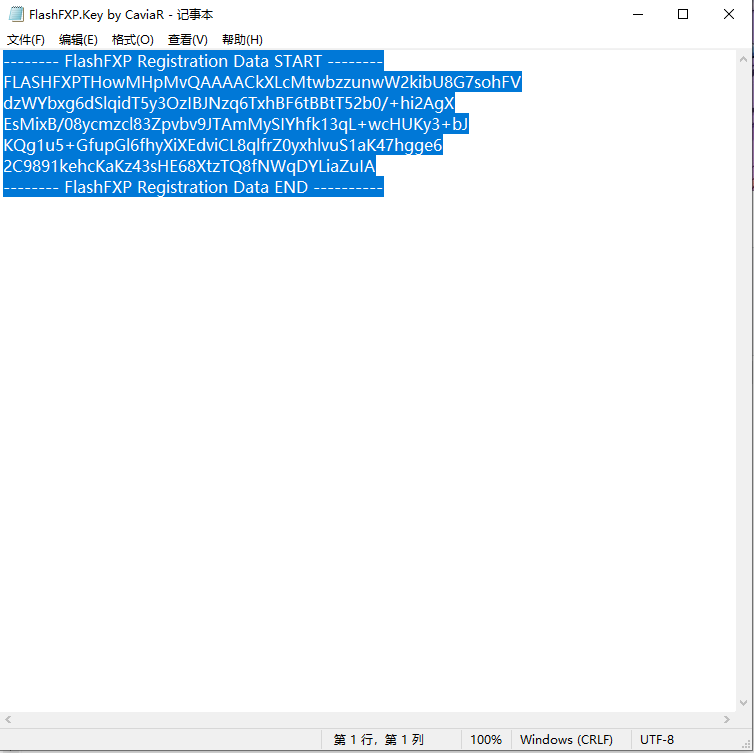 FlashFXP.Key by CaviaR - 记事本
文件(F) 编辑(E) 格式(O) 查看(V) 帮助(H)
-------- FlashFXP Registration Data START --------
FLASHFXPTHowMHpMvQAAAACkXLcMtwbzzunwW2kibU8G7sohFV
dzWYbxg6dSlqidT5y3OzIBJNzq6TxhBF6tBBtT52b0/+hi2AgX
EsMixB/08ycmzcl83Zpvbv9JTAmMySIYhfk13qL+wcHUKy3+bJ
KQg1u5+GfupGl6fhyXiXEdviCL8qlfrZ0yxhlvuS1aK47hgge6
2C9891kehcKaKz43sHE68XtzTQ8fNWqDYLiaZuIA
-------- FlashFXP Registration Data END ----------
第 1 行，第 1 列 100% Windows (CRLF) UTF-8